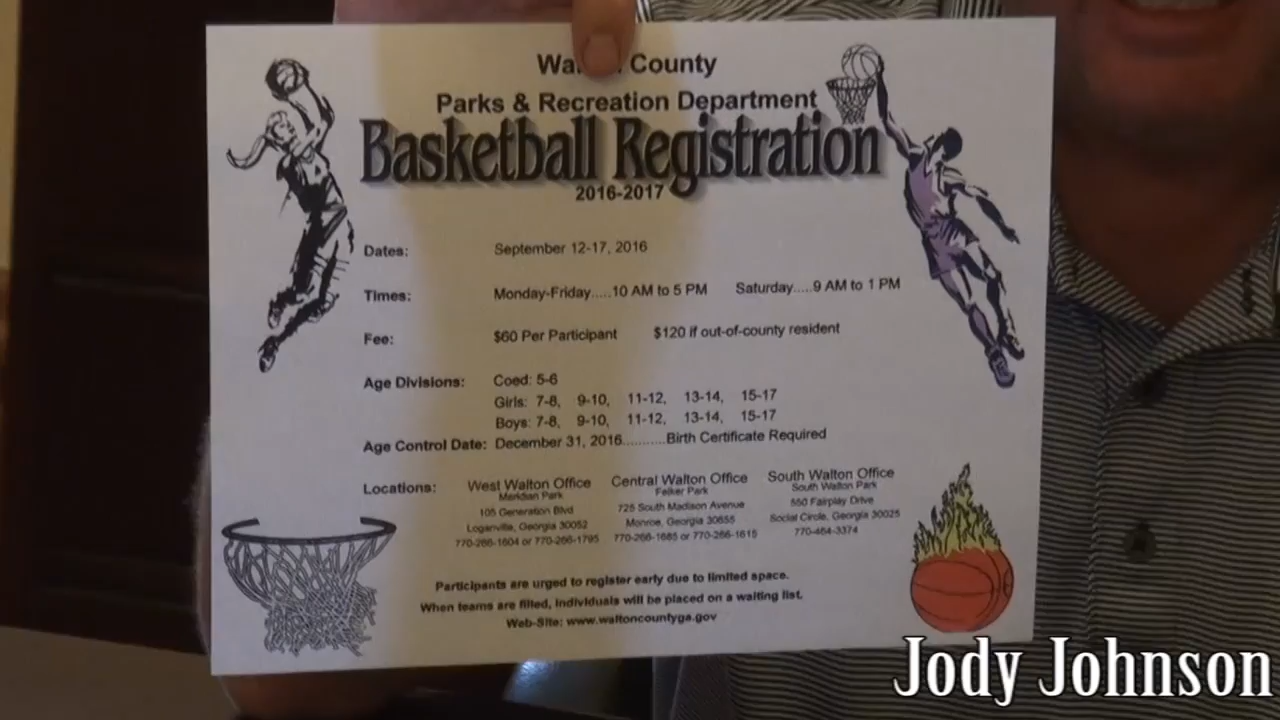 Wa County
Parks & Recreation Department
Basketball Registration
2016-2017
Dates: September 12-17, 2016
Times: Monday-Friday.....10 AM to 5 PM Saturday.....9 AM to 1 PM
Fee: $60 Per Participant $120 if out-of-county resident
Age Divisions: Coed: 5-6
Girls: 7-8, 9-10, 11-12, 13-14, 15-17
Boys: 7-8, 9-10, 11-12, 13-14, 15-17
Age Control Date: December 31, 2016..........Birth Certificate Required
Locations: West Walton Office Central Walton Office South Walton Office
Meridian Park Felker Park South Walton Park
105 Generation Blvd 725 South Madison Avenue 550 Fairplay Drive
Loganville, Georgia 30052 Monroe, Georgia 30655 Social Circle, Georgia 30025
770-266-1604 or 770-266-1795 770-266-1685 or 770-266-1615 770-464-3374
Participants are urged to register early due to limited space.
When teams are filled, individuals will be placed on a waiting list.
Web-Site: www.waltoncountyga.gov
Jody Johnson